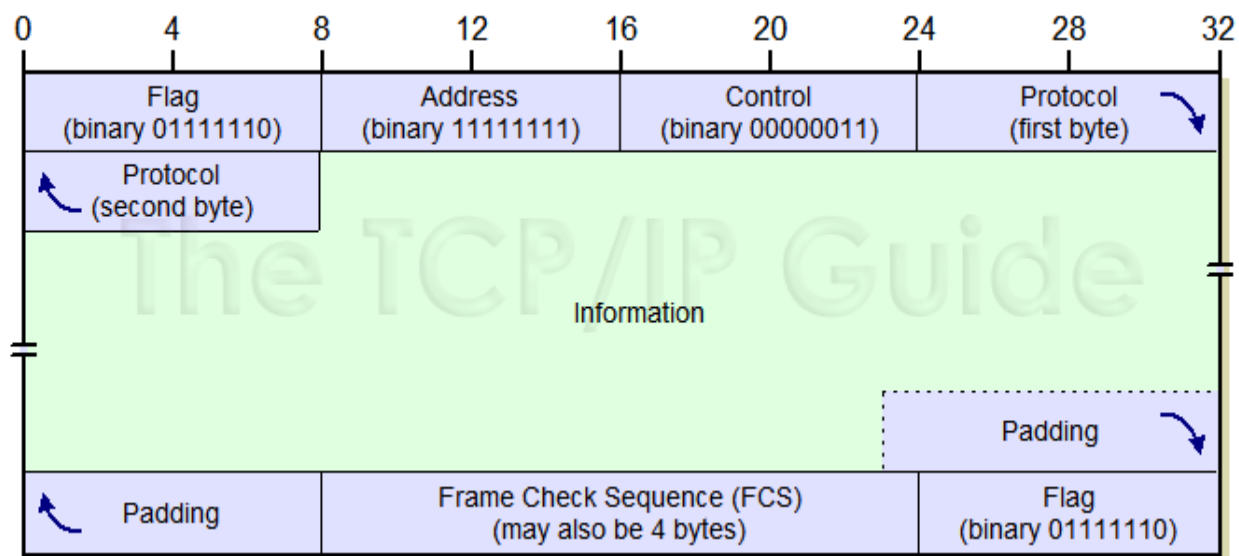 0 4 8 12 16 20 24 28 32
Flag Address Control Protocol
(binary 01111110) (binary 11111111) (binary 00000011) (first byte)
Protocol
(second byte)
The TCP/IP Guide
Information
Padding
Padding Frame Check Sequence (FCS) Flag
(may also be 4 bytes) (binary 01111110)